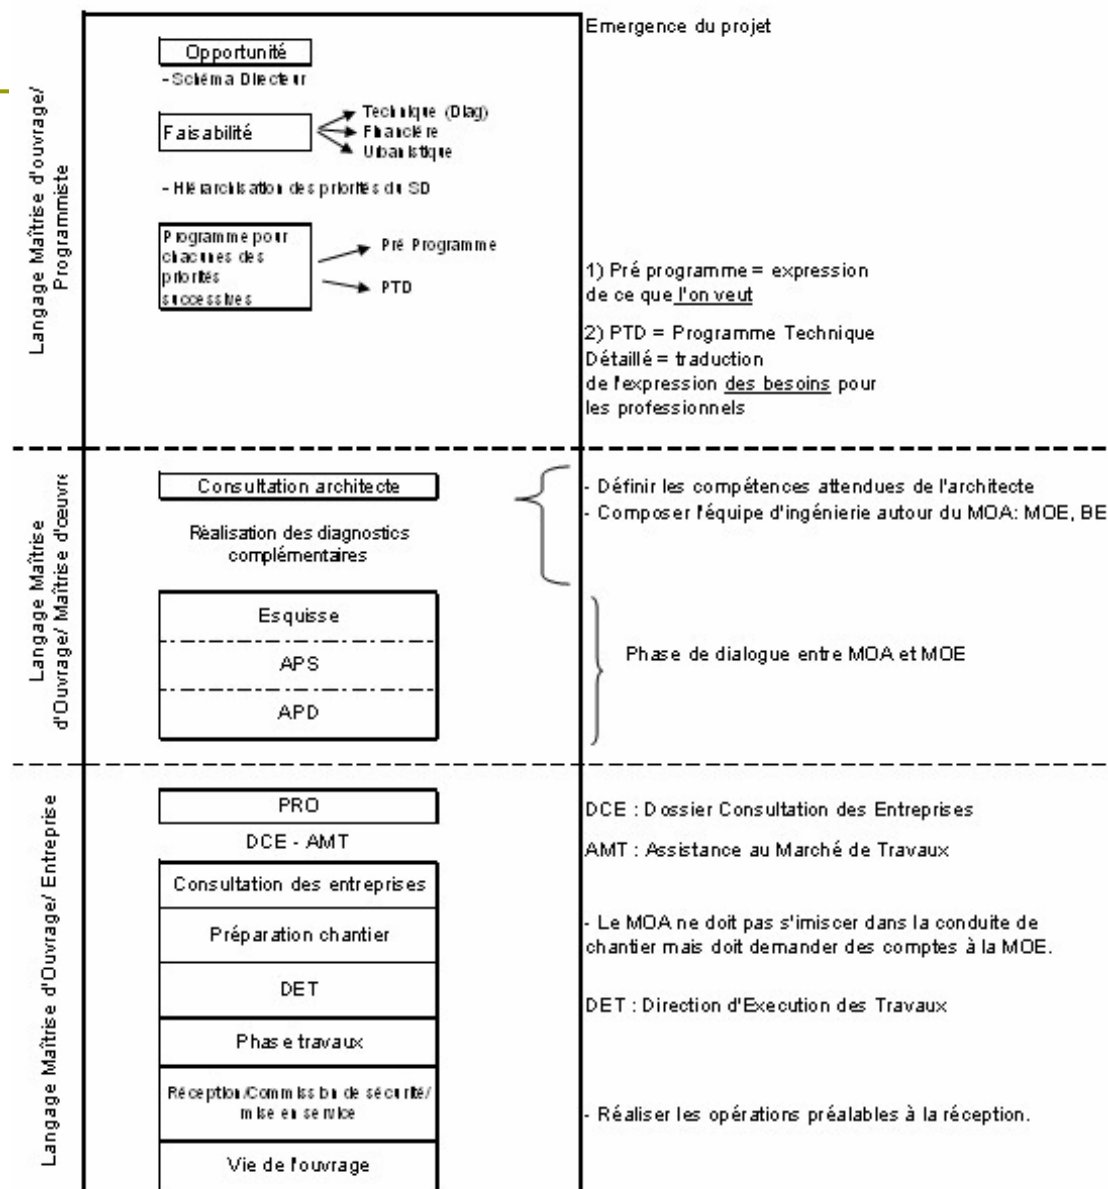 Emergence du projet
Langage Maîtrise d'ouvrage/
Programmiste
Opportunité
- Schéma Directeur
Faisabilité
Technique (Diag)
Financière
Urbanistique
- Hiérarchisation des priorités du SD
Programme pour
chacunes des
priorités
successives
Pré Programme
PTD
1) Pré programme = expression
de ce que l'on veut
2) PTD = Programme Technique
Détaillé = traduction
de l'expression des besoins pour
les professionnels
Langage Maîtrise
d'Ouvrage/ Maîtrise d'œuvre
Consultation architecte
Réalisation des diagnostics
complémentaires
- Définir les compétences attendues de l'architecte
- Composer l'équipe d'ingénierie autour du MOA: MOE, BE
Esquisse
APS
APD
Phase de dialogue entre MOA et MOE
Langage Maîtrise d'Ouvrage/ Entreprise
PRO
DCE - AMT
Consultation des entreprises
Préparation chantier
DET
Phase travaux
Réception/Commission de sécurité/
mise en service
Vie de l'ouvrage
DCE : Dossier Consultation des Entreprises
AMT : Assistance au Marché de Travaux
- Le MOA ne doit pas s'imiscer dans la conduite de
chantier mais doit demander des comptes à la MOE.
DET : Direction d'Execution des Travaux
- Réaliser les opérations préalables à la réception.